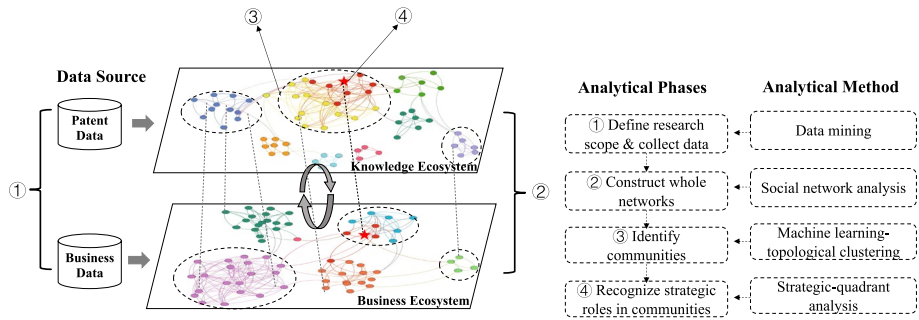 ③
④
Data Source
Patent
Data
Business
Data
①
②
Knowledge Ecosystem
Business Ecosystem
Analytical Phases
Analytical Method
① Define research
scope & collect data
Data mining
② Construct whole
networks
Social network analysis
③ Identify
communities
Machine learning-
topological clustering
④ Recognize strategic
roles in communities
Strategic-quadrant
analysis